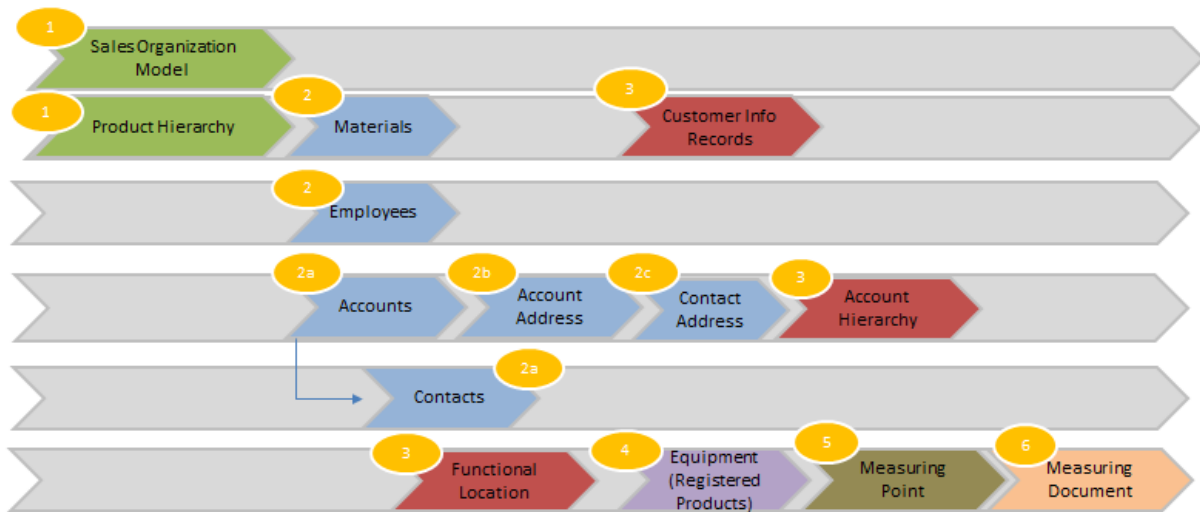 1
Sales Organization
Model
1
Product Hierarchy
2
Materials
3
Customer Info
Records
2
Employees
2a
Accounts
2b
Account
Address
2c
Contact
Address
3
Account
Hierarchy
Contacts
2a
3
Functional
Location
4
Equipment
(Registered
Products)
5
Measuring
Point
6
Measuring
Document